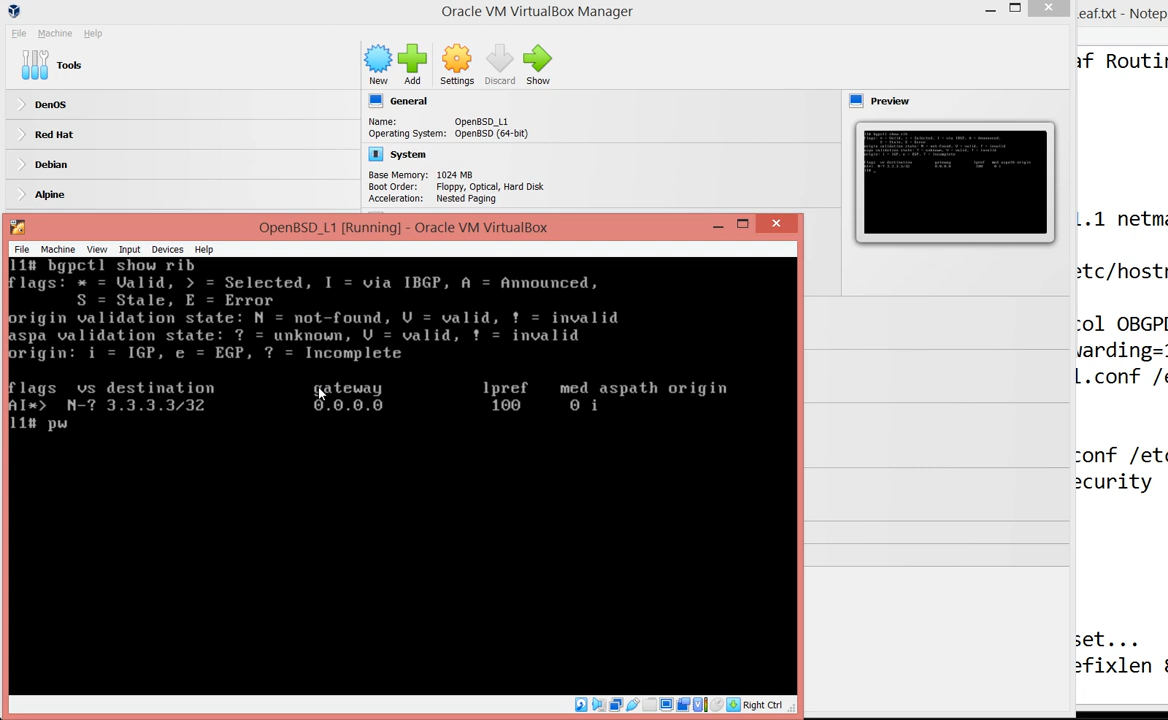 Oracle VM VirtualBox Manager
File Machine Help
Tools
New Add Settings Discard Show
DenOS
Red Hat
Debian
Alpine
General
Name: OpenBSD_L1
Operating System: OpenBSD (64-bit)
System
Base Memory: 1024 MB
Boot Order: Floppy, Optical, Hard Disk
Acceleration: Nested Paging
Preview
OpenBSD_L1 [Running] - Oracle VM VirtualBox
File Machine View Input Devices Help
l1# bgpctl show rib
flags: * = Valid, > = Selected, I = via IBGP, A = Announced,
S = Stale, E = Error
origin validation state: N = not-found, V = valid, ! = invalid
aspa validation state: ? = unknown, V = valid, ! = invalid
origin: i = IGP, e = EGP, ? = Incomplete
flags vs destination gateway lpref med aspath origin
AI*> N-? 3.3.3.3/32 0.0.0.0 100 0 i
l1# pw
Right Ctrl
eaf.txt - Notep
af Routin
.1 netma
etc/hostn
col OBGPD
warding=1
l.conf /e
conf /etc
ecurity
set...
efixlen 8